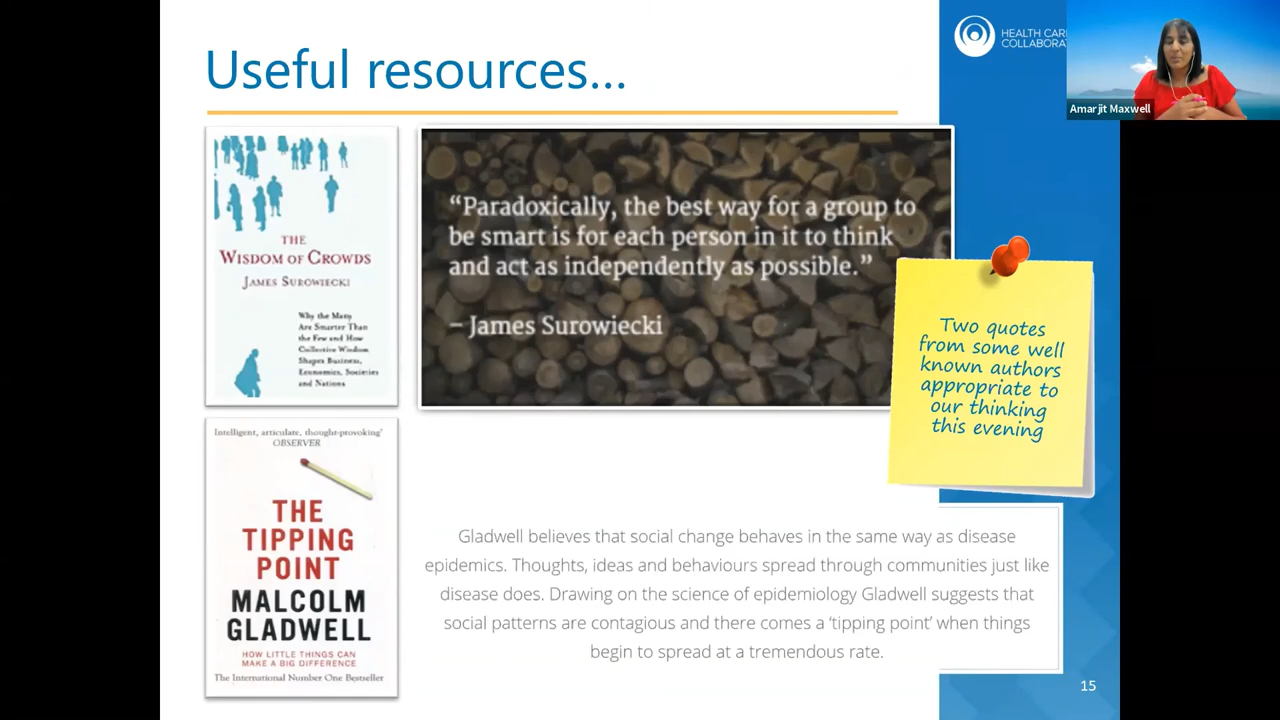 Useful resources...
HEALTH CARE
COLLABORAT
Amarjit Maxwell
THE
WISDOM OF CROWDS
JAMES SUROWIECKI
Why the Many
Are Smarter Than
the Few and How
Collective Wisdom
Shapes Business,
Economics, Societies
and Nations
“Paradoxically, the best way for a group to
be smart is for each person in it to think
and act as independently as possible.”
– James Surowiecki
Two quotes
from some well
known authors
appropriate to
our thinking
this evening
Intelligent, articulate, thought-provoking’
OBSERVER
THE
TIPPING
POINT
MALCOLM
GLADWELL
HOW LITTLE THINGS CAN
MAKE A BIG DIFFERENCE
The International Number One Bestseller
Gladwell believes that social change behaves in the same way as disease
epidemics. Thoughts, ideas and behaviours spread through communities just like
disease does. Drawing on the science of epidemiology Gladwell suggests that
social patterns are contagious and there comes a ‘tipping point’ when things
begin to spread at a tremendous rate.
15